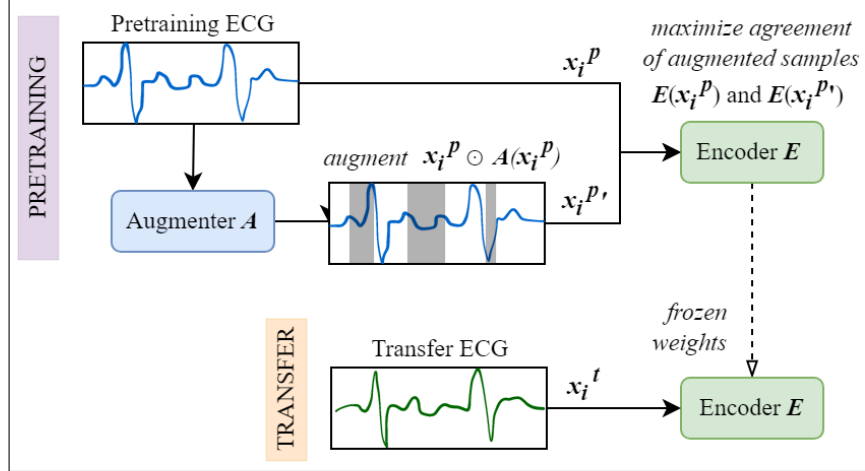 PRETRAINING
Pretraining ECG
x_i^p
maximize agreement
of augmented samples
E(x_i^p) and E(x_i^p')
Encoder E
augment x_i^p ⊙ A(x_i^p)
Augmenter A
x_i^p'
frozen
weights
TRANSFER
Transfer ECG
x_i^t
Encoder E